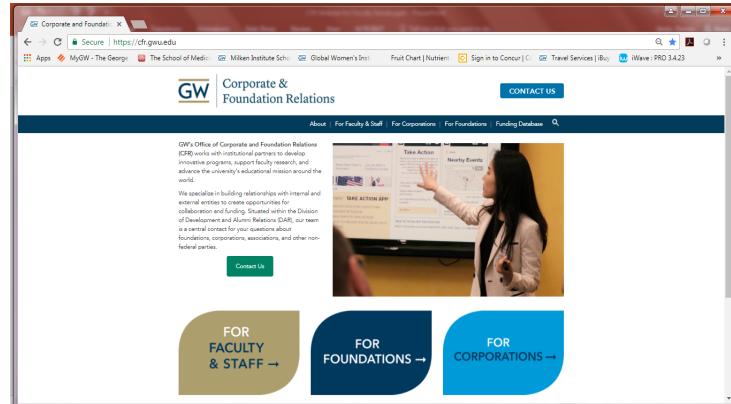 Corporate and Foundatio
Secure | https://cfr.gwu.edu
Apps MyGW - The George The School of Medici Milken Institute Scho Global Women's Inst Fruit Chart | Nutrient Sign in to Concur | C Travel Services | iBuy iWave : PRO 3.4.23 »
GW Corporate &
Foundation Relations
CONTACT US
About | For Faculty & Staff | For Corporations | For Foundations | Funding Database
GW's Office of Corporate and Foundation Relations
(CFR) works with institutional partners to develop
innovative programs, support faculty research, and
advance the university's educational mission around the
world.
We specialize in building relationships with internal and
external entities to create opportunities for
collaboration and funding. Situated within the Division
of Development and Alumni Relations (DAR), our team
is a central contact for your questions about
foundations, corporations, associations, and other non-
federal parties.
Contact Us
Take Action
Nearby Events
TAKE ACTION APP
FOR
FACULTY
& STAFF →
FOR
FOUNDATIONS →
FOR
CORPORATIONS →